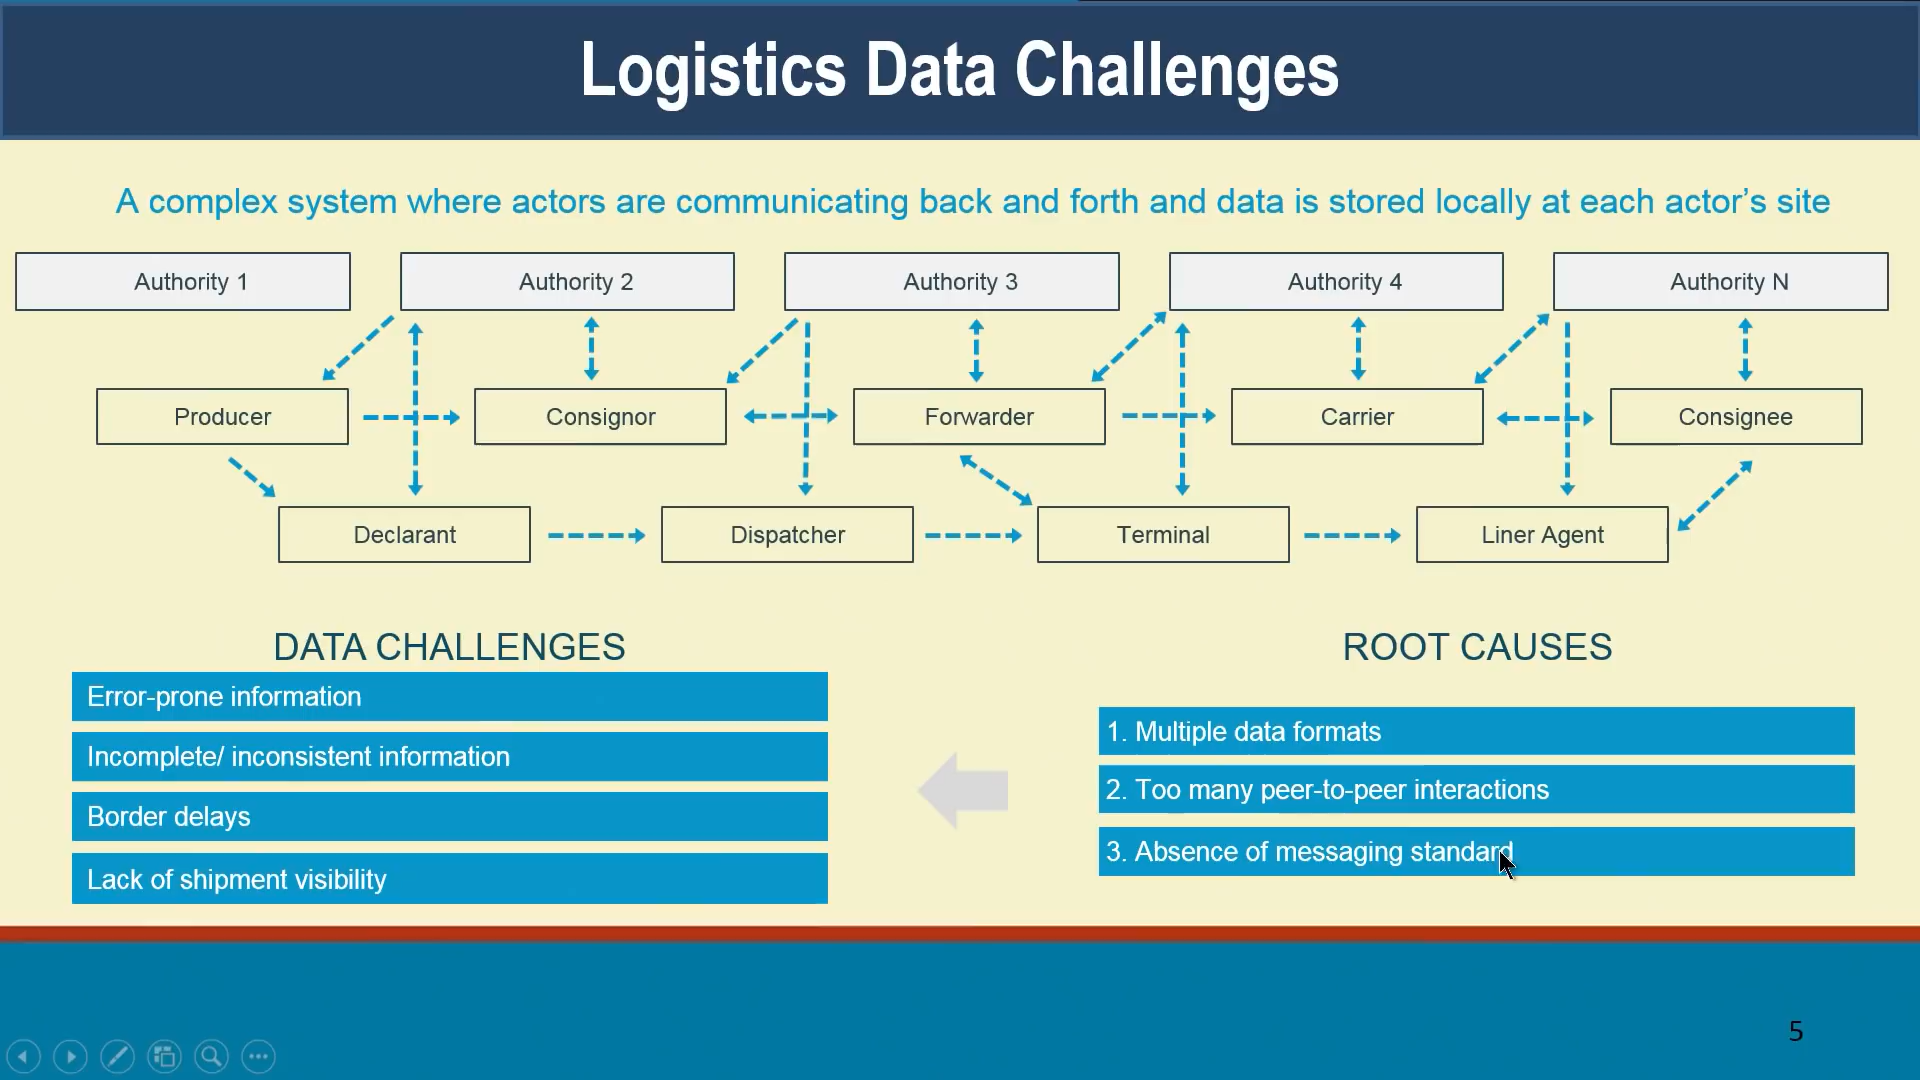 Logistics Data Challenges
A complex system where actors are communicating back and forth and data is stored locally at each actor’s site
Authority 1
Authority 2
Authority 3
Authority 4
Authority N
Producer
Consignor
Forwarder
Carrier
Consignee
Declarant
Dispatcher
Terminal
Liner Agent
DATA CHALLENGES
Error-prone information
Incomplete/ inconsistent information
Border delays
Lack of shipment visibility
ROOT CAUSES
1. Multiple data formats
2. Too many peer-to-peer interactions
3. Absence of messaging standard
5